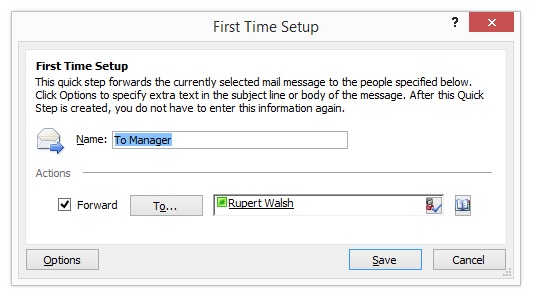 First Time Setup
?
First Time Setup
This quick step forwards the currently selected mail message to the people specified below.
Click Options to specify extra text in the subject line or body of the message. After this Quick
Step is created, you do not have to enter this information again.
Name: To Manager
Actions
Forward To... Rupert Walsh
Options Save Cancel